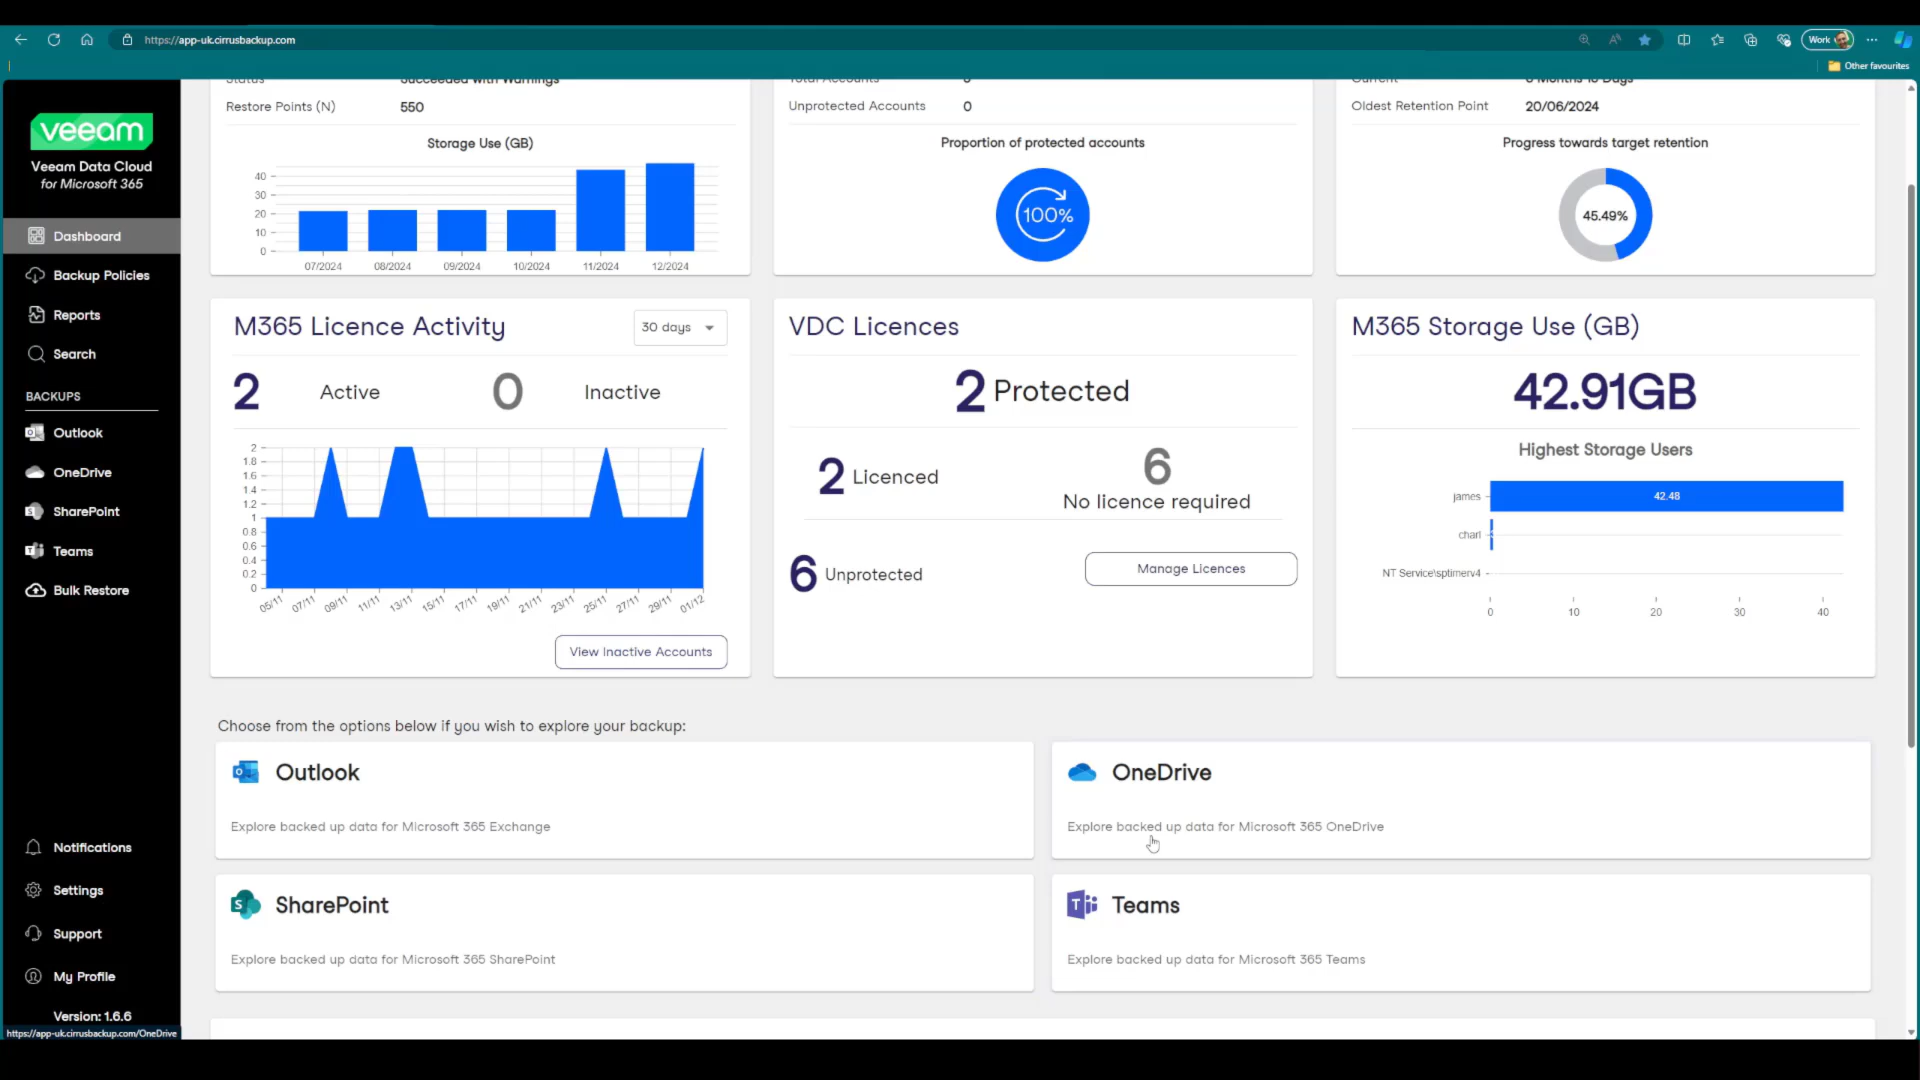 https://app-uk.cirrusbackup.com
Work
Other favourites
veeam
Veeam Data Cloud
for Microsoft 365
Dashboard
Backup Policies
Reports
Search
BACKUPS
Outlook
OneDrive
SharePoint
Teams
Bulk Restore
Notifications
Settings
Support
My Profile
Version: 1.6.6
https://app-uk.cirrusbackup.com/OneDrive
Status Succeeded with Warnings
Restore Points (N) 550
Storage Use (GB)
40
30
20
10
0
07/2024 08/2024 09/2024 10/2024 11/2024 12/2024
Total Accounts
Unprotected Accounts 0
Proportion of protected accounts
100%
Current
Oldest Retention Point 20/06/2024
Progress towards target retention
45.49%
M365 Licence Activity
30 days
2 Active 0 Inactive
2
1.8
1.6
1.4
1.2
1
0.8
0.6
0.4
0.2
0
05/11 07/11 09/11 11/11 13/11 15/11 17/11 19/11 21/11 23/11 25/11 27/11 29/11 01/12
View Inactive Accounts
VDC Licences
2 Protected
2 Licenced
6
No licence required
6 Unprotected
Manage Licences
M365 Storage Use (GB)
42.91GB
Highest Storage Users
james 42.48
charl
NT Service\sptimerv4
0 10 20 30 40
Choose from the options below if you wish to explore your backup:
Outlook
Explore backed up data for Microsoft 365 Exchange
OneDrive
Explore backed up data for Microsoft 365 OneDrive
SharePoint
Explore backed up data for Microsoft 365 SharePoint
Teams
Explore backed up data for Microsoft 365 Teams